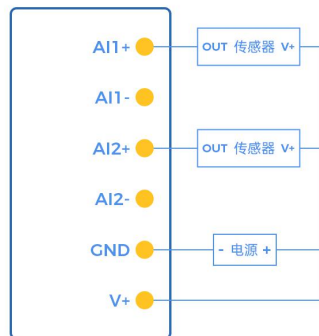 AI1+ OUT 传感器 V+
AI1-
AI2+ OUT 传感器 V+
AI2-
GND - 电源 +
V+